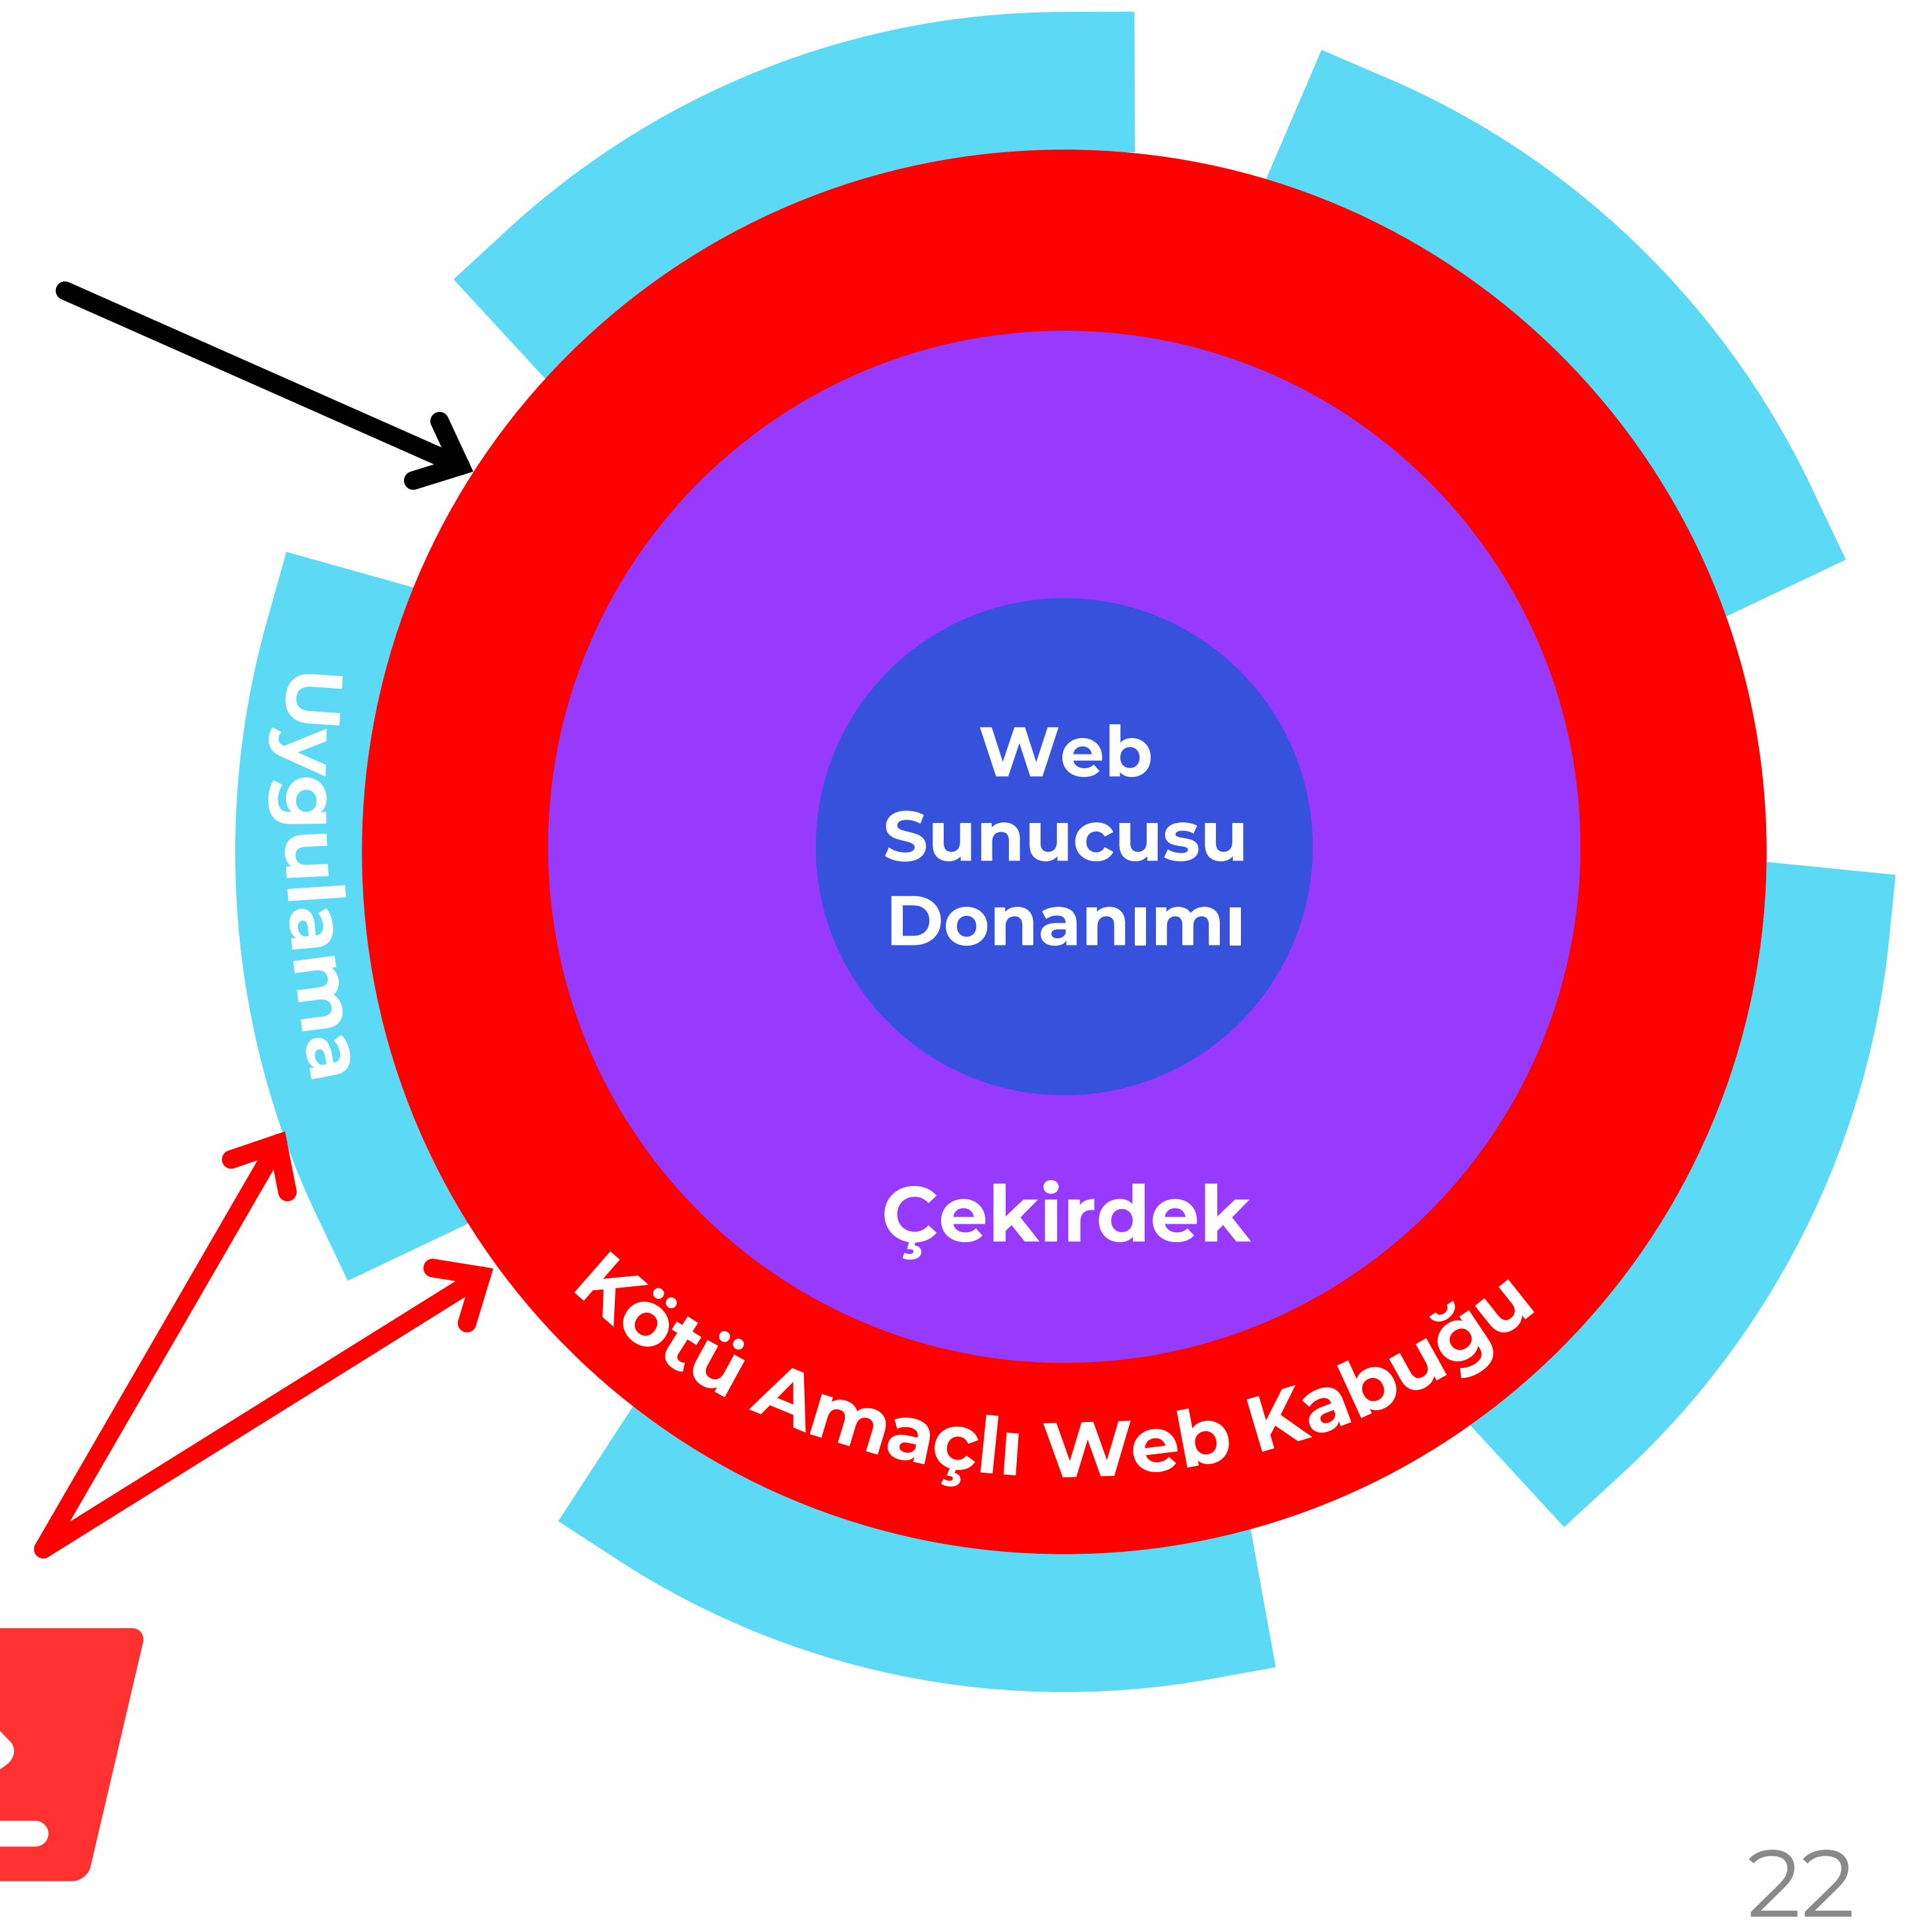 Web
Sunucusu
Donanımı
Uygulama
Çekirdek
Kötü Amaçlı Web Kabuğu
22